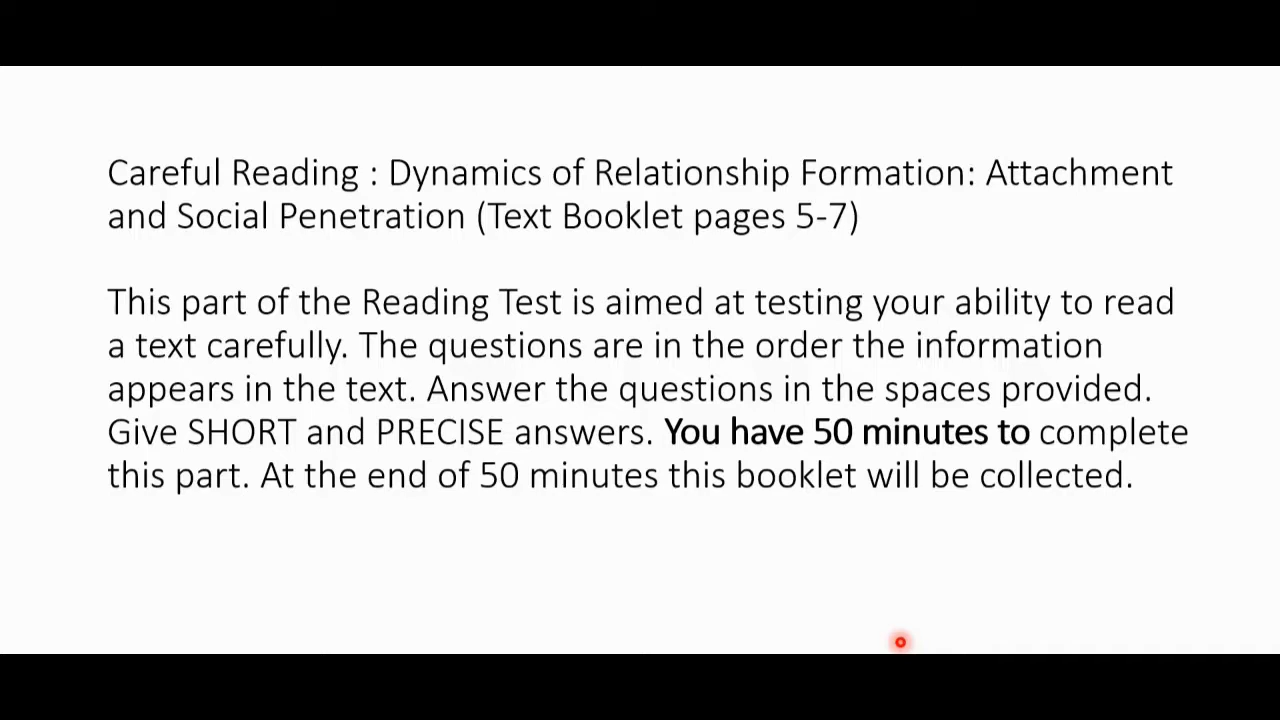 Careful Reading : Dynamics of Relationship Formation: Attachment
and Social Penetration (Text Booklet pages 5-7)
This part of the Reading Test is aimed at testing your ability to read
a text carefully. The questions are in the order the information
appears in the text. Answer the questions in the spaces provided.
Give SHORT and PRECISE answers. You have 50 minutes to complete
this part. At the end of 50 minutes this booklet will be collected.